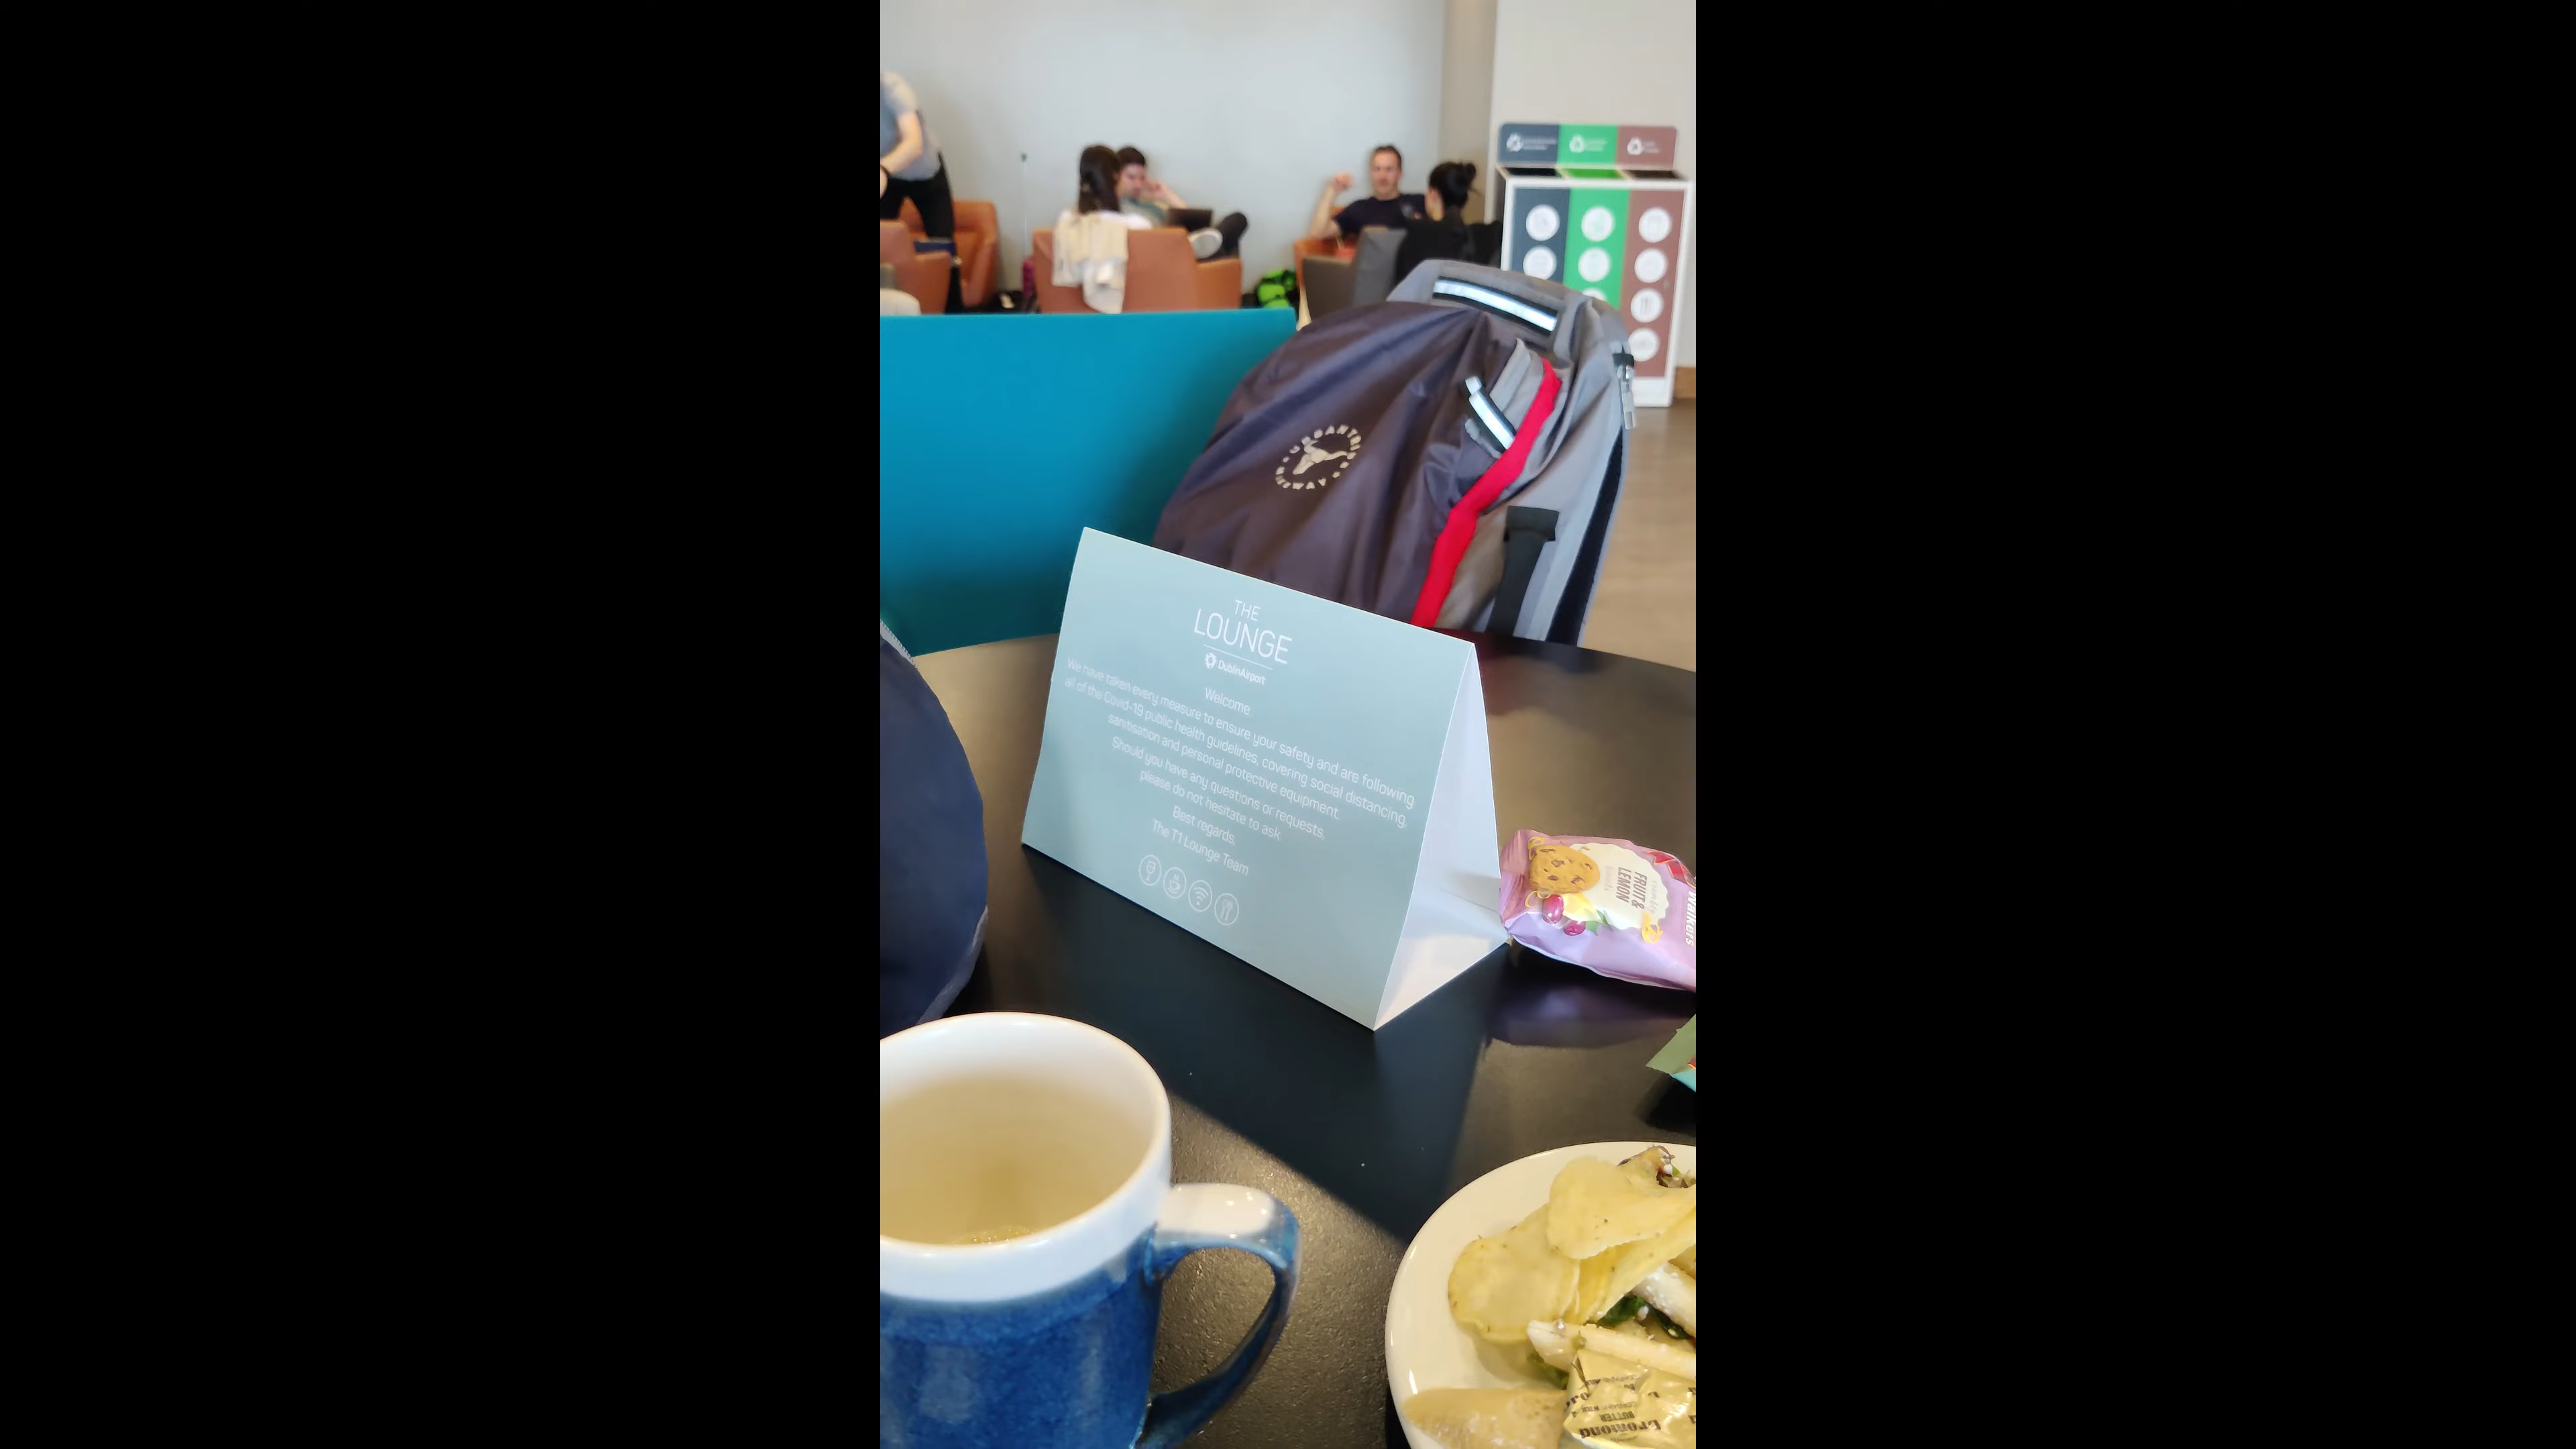 THE
LOUNGE
DublinAirport
Welcome.
We have taken every measure to ensure your safety and are following
all of the Covid-19 public health guidelines, covering social distancing,
sanitisation and personal protective equipment.
Should you have any questions or requests,
please do not hesitate to ask
Best regards,
The T1 Lounge Team
FRUIT &
LEMON
Walkers
BUTTER
Dromona